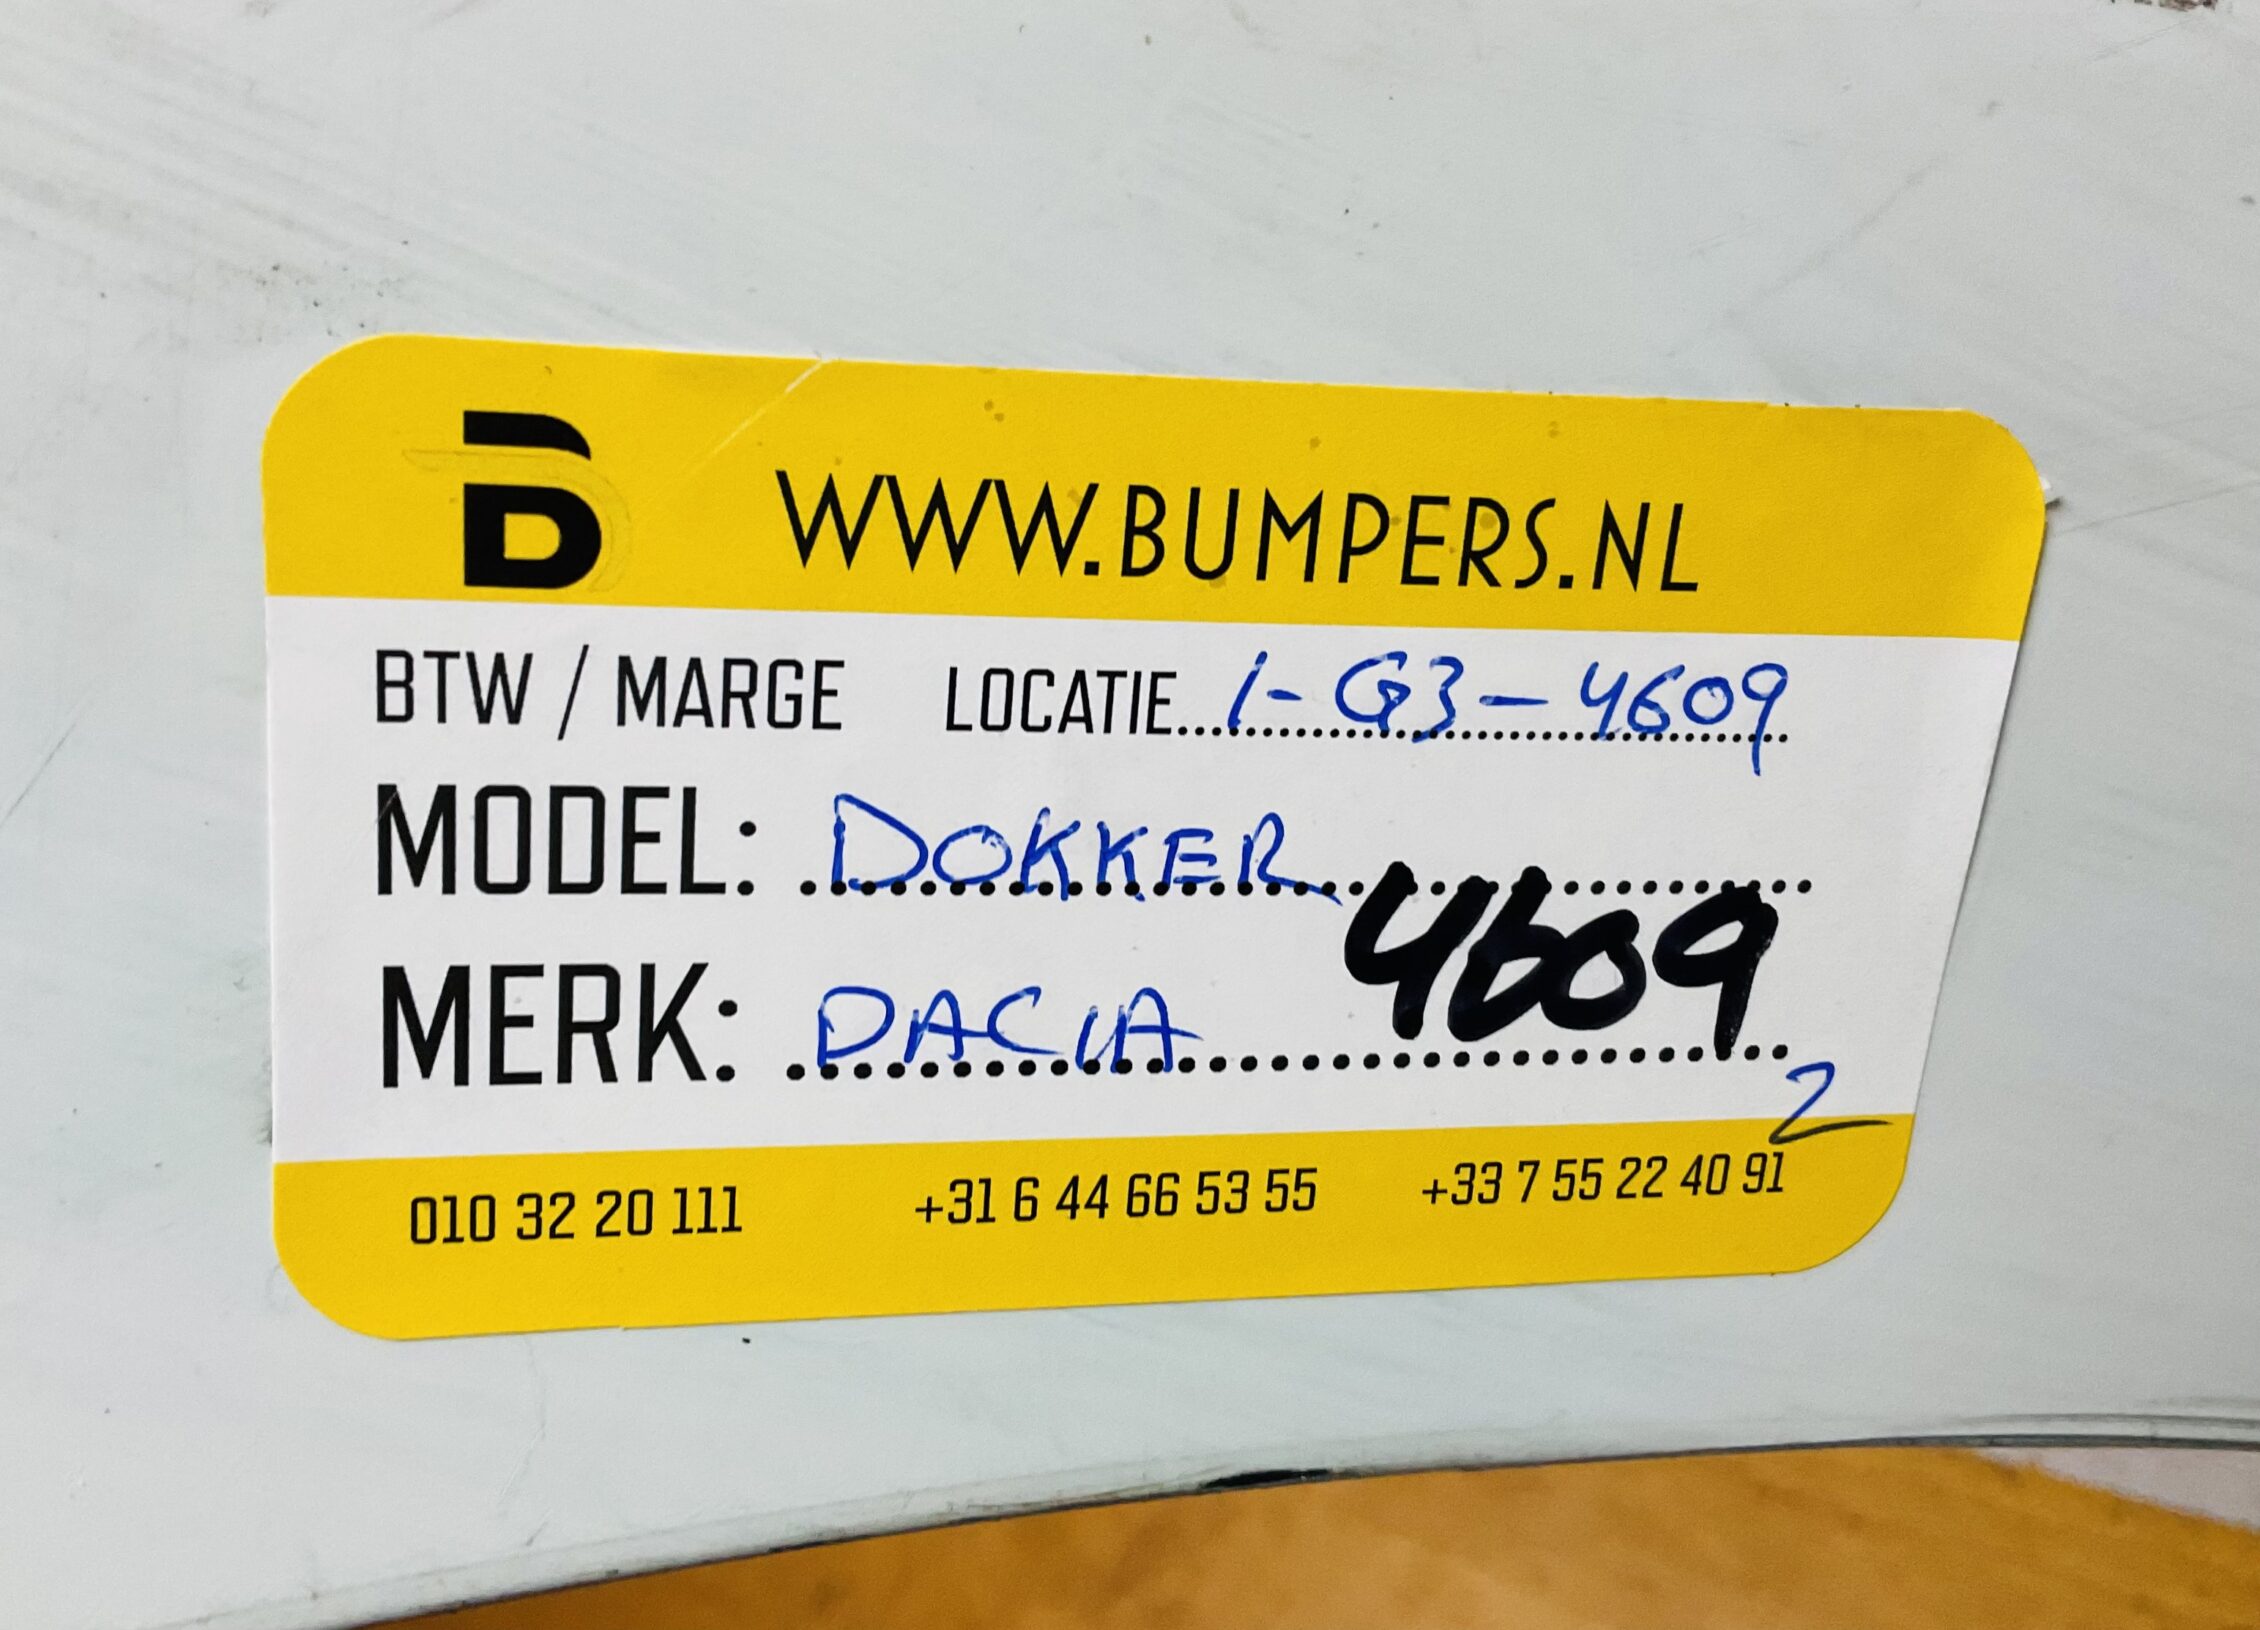 B WWW.BUMPERS.NL
BTW / MARGE LOCATIE 1-G3-4609
MODEL: DOKKER
4609
MERK: DACIA
2
010 32 20 111 +31 6 44 66 53 55 +33 7 55 22 40 91